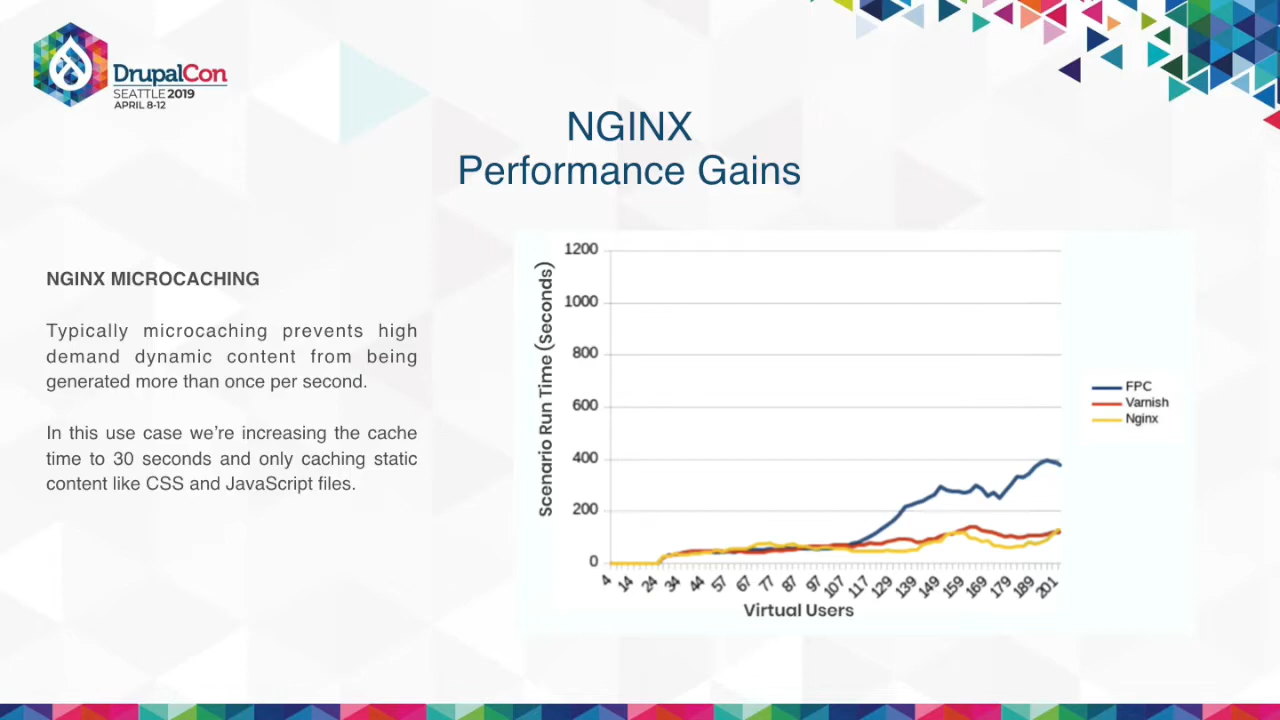 DrupalCon
SEATTLE 2019
APRIL 8-12
NGINX
Performance Gains
NGINX MICROCACHING
Typically microcaching prevents high
demand dynamic content from being
generated more than once per second.
In this use case we’re increasing the cache
time to 30 seconds and only caching static
content like CSS and JavaScript files.
Scenario Run Time (Seconds)
1200
1000
800
600
400
200
0
4
14
24
34
44
57
67
77
87
97
107
117
129
139
149
159
169
179
189
201
Virtual Users
FPC
Varnish
Nginx